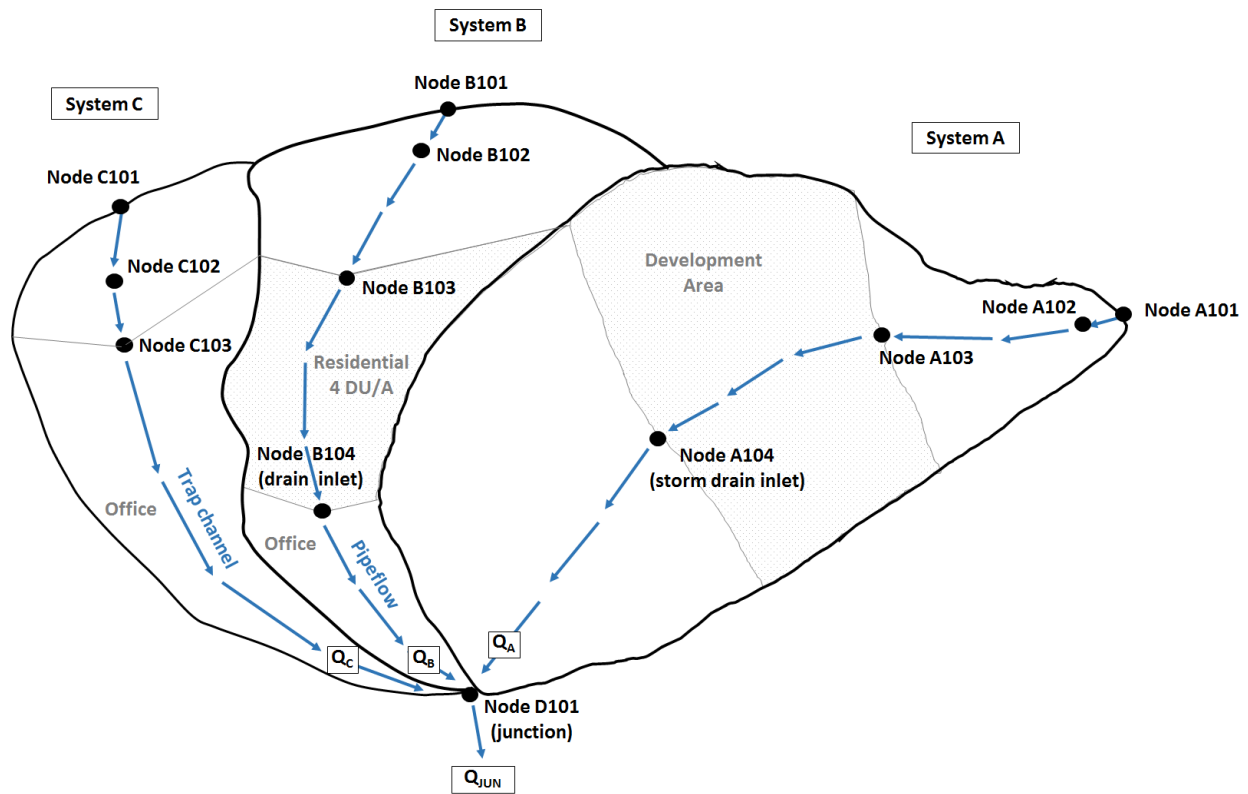 System B
System C
System A
Node B101
Node B102
Node C101
Node C102
Node B103
Node C103
Development
Area
Node A102
Node A101
Node A103
Residential
4 DU/A
Node B104
(drain inlet)
Node A104
(storm drain inlet)
Trap channel
Office
Office
Pipeflow
QC
QB
QA
Node D101
(junction)
QJUN